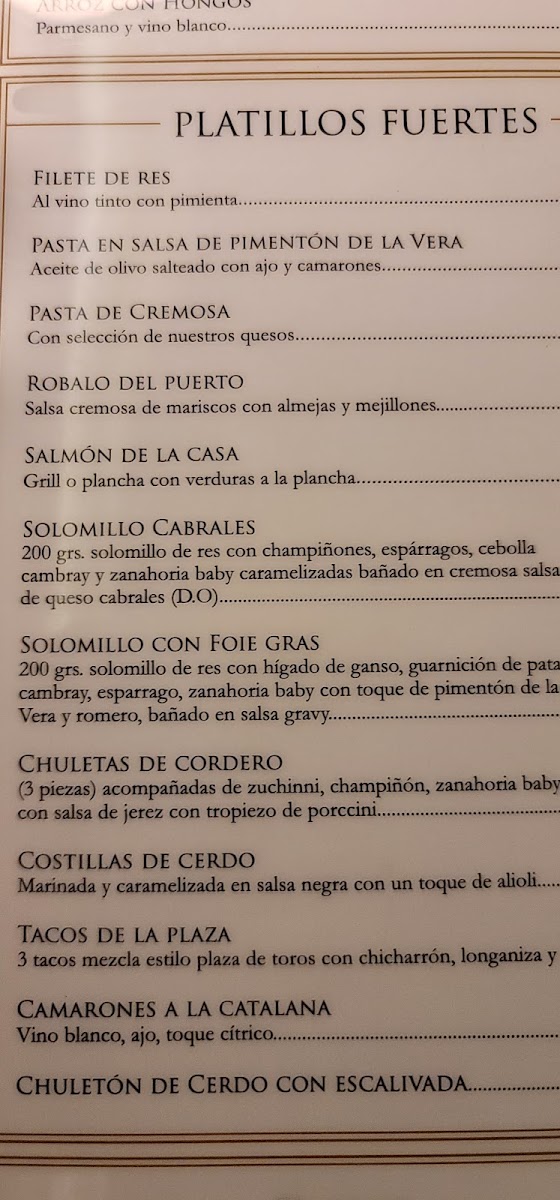 ARROZ CON HONGOS
Parmesano y vino blanco
PLATILLOS FUERTES
FILETE DE RES
Al vino tinto con pimienta
PASTA EN SALSA DE PIMENTÓN DE LA VERA
Aceite de olivo salteado con ajo y camarones
PASTA DE CREMOSA
Con selección de nuestros quesos
ROBALO DEL PUERTO
Salsa cremosa de mariscos con almejas y mejillones
SALMÓN DE LA CASA
Grill o plancha con verduras a la plancha
SOLOMILLO CABRALES
200 grs. solomillo de res con champiñones, espárragos, cebolla
cambray y zanahoria baby caramelizadas bañado en cremosa salsa
de queso cabrales (D.O)
SOLOMILLO CON FOIE GRAS
200 grs. solomillo de res con hígado de ganso, guarnición de pata
cambray, esparrago, zanahoria baby con toque de pimentón de la
Vera y romero, bañado en salsa gravy
CHULETAS DE CORDERO
(3 piezas) acompañadas de zuchinni, champiñón, zanahoria baby
con salsa de jerez con tropiezo de porccini
COSTILLAS DE CERDO
Marinada y caramelizada en salsa negra con un toque de alioli
TACOS DE LA PLAZA
3 tacos mezcla estilo plaza de toros con chicharrón, longaniza y
CAMARONES A LA CATALANA
Vino blanco, ajo, toque cítrico
CHULETÓN DE CERDO CON ESCALIVADA